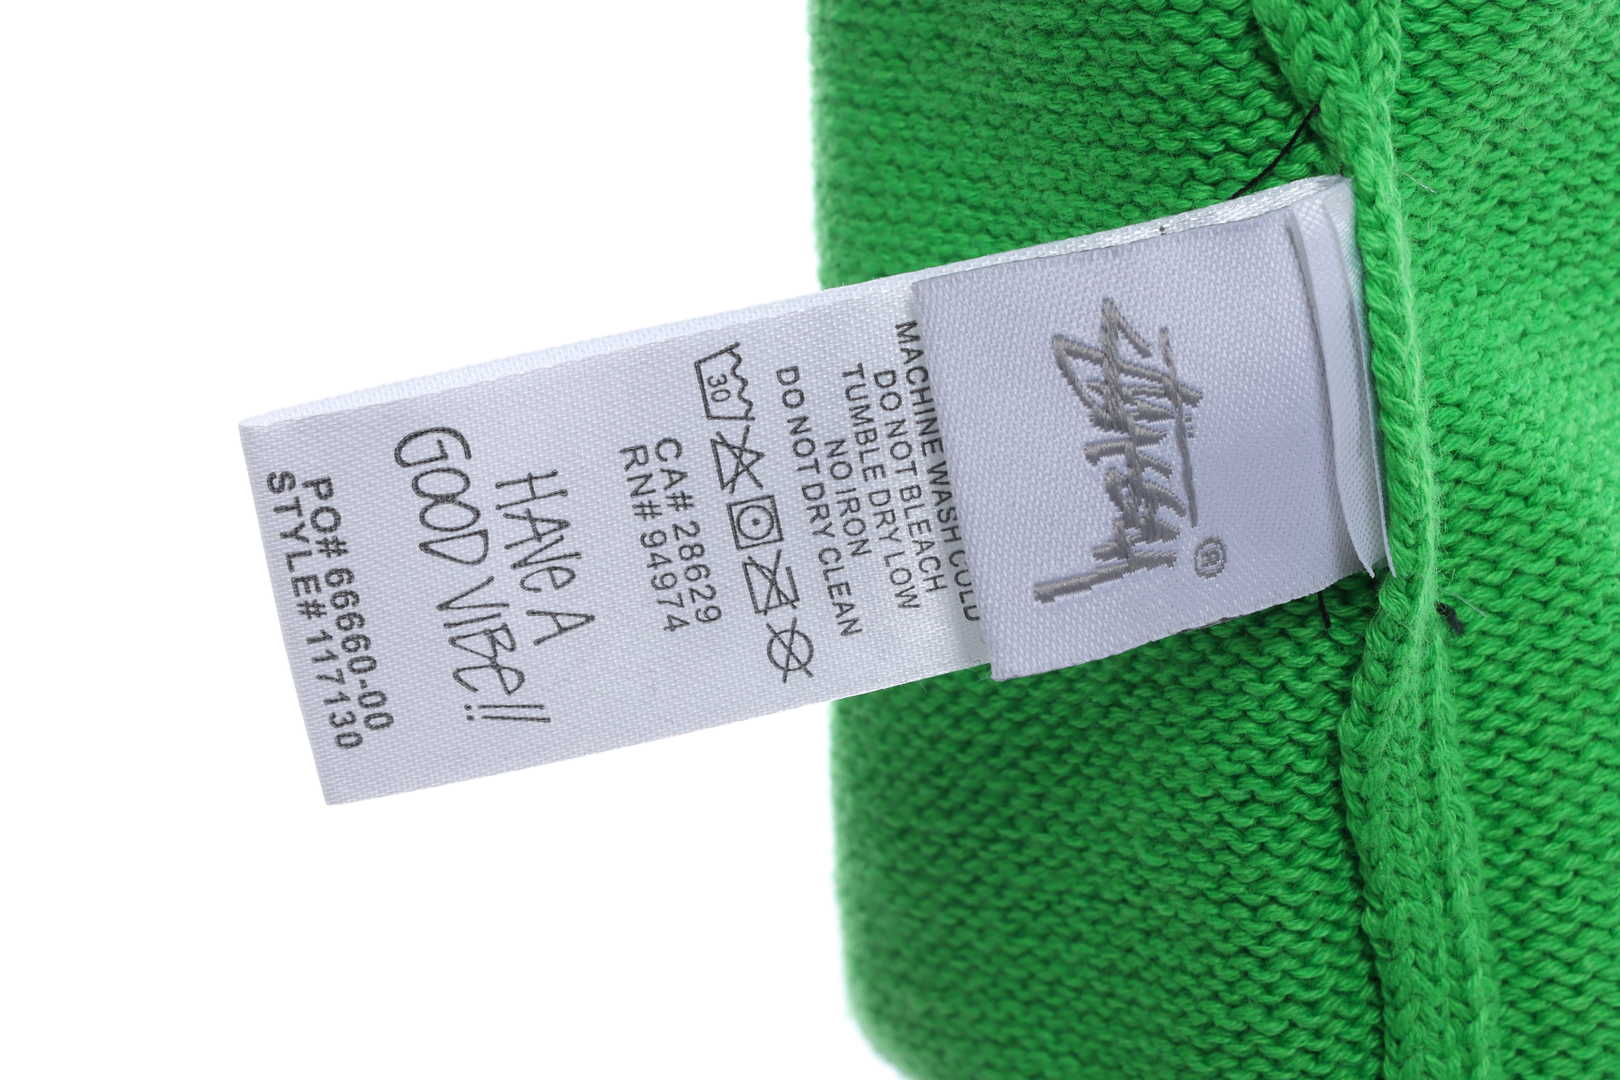 Stüssy
®
MACHINE WASH COLD
DO NOT BLEACH
TUMBLE DRY LOW
NO IRON
DO NOT DRY CLEAN
30
CA# 28629
RN# 94974
HAVE A
GOOD VIBE!!
PO# 66660-00
STYLE# 117130